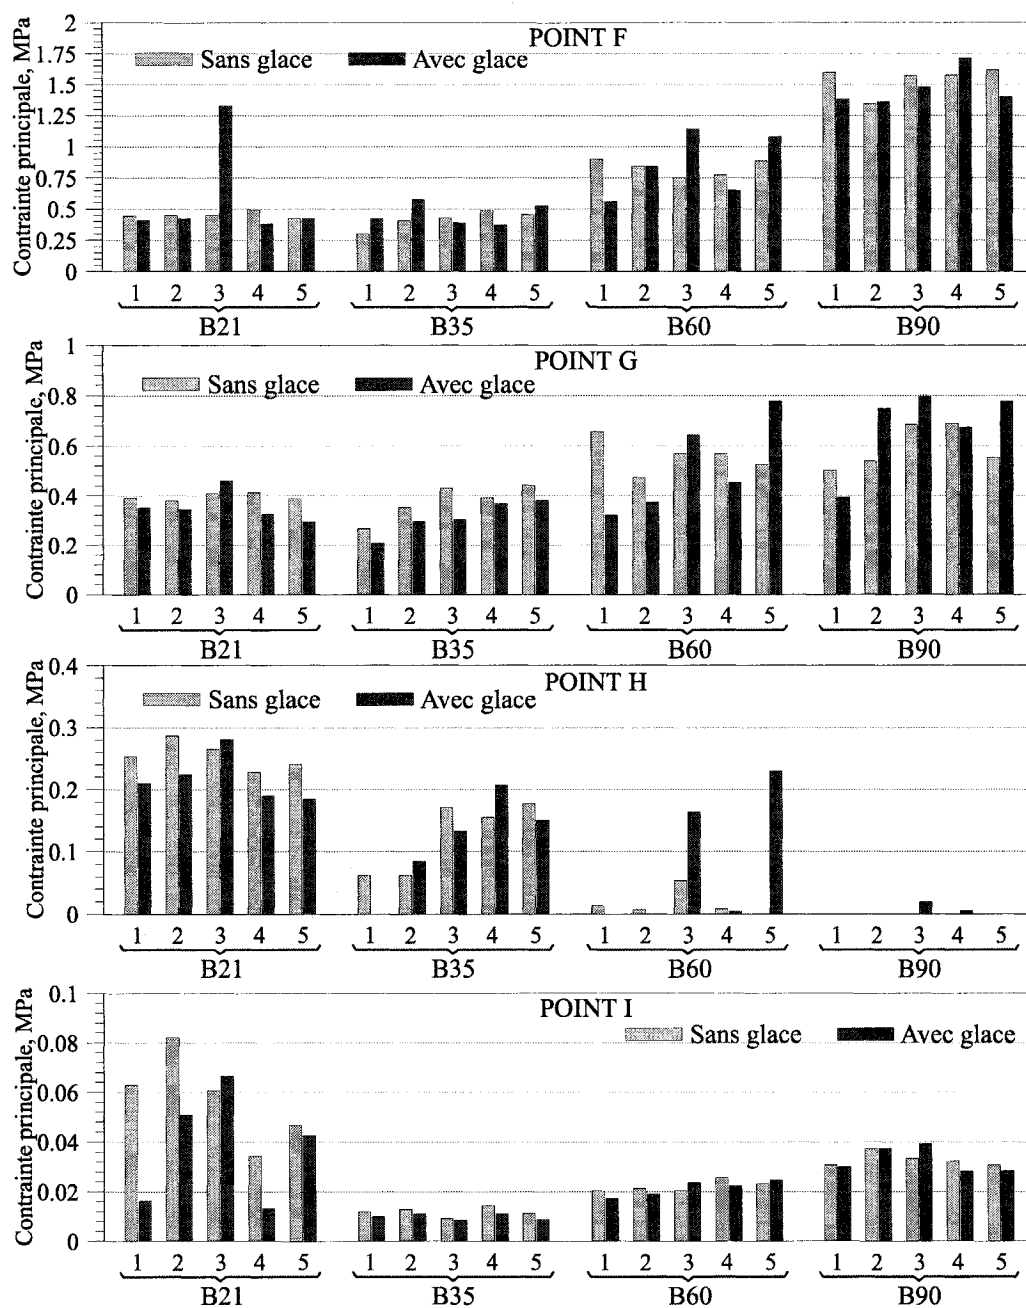 POINT F
Sans glace Avec glace
Contrainte principale, MPa
2
1.75
1.5
1.25
1
0.75
0.5
0.25
0
1 2 3 4 5 1 2 3 4 5 1 2 3 4 5 1 2 3 4 5
B21 B35 B60 B90
POINT G
Sans glace Avec glace
Contrainte principale, MPa
1
0.8
0.6
0.4
0.2
0
1 2 3 4 5 1 2 3 4 5 1 2 3 4 5 1 2 3 4 5
B21 B35 B60 B90
POINT H
Sans glace Avec glace
Contrainte principale, MPa
0.4
0.3
0.2
0.1
0
1 2 3 4 5 1 2 3 4 5 1 2 3 4 5 1 2 3 4 5
B21 B35 B60 B90
POINT I
Sans glace Avec glace
Contrainte principale, MPa
0.1
0.08
0.06
0.04
0.02
0
1 2 3 4 5 1 2 3 4 5 1 2 3 4 5 1 2 3 4 5
B21 B35 B60 B90